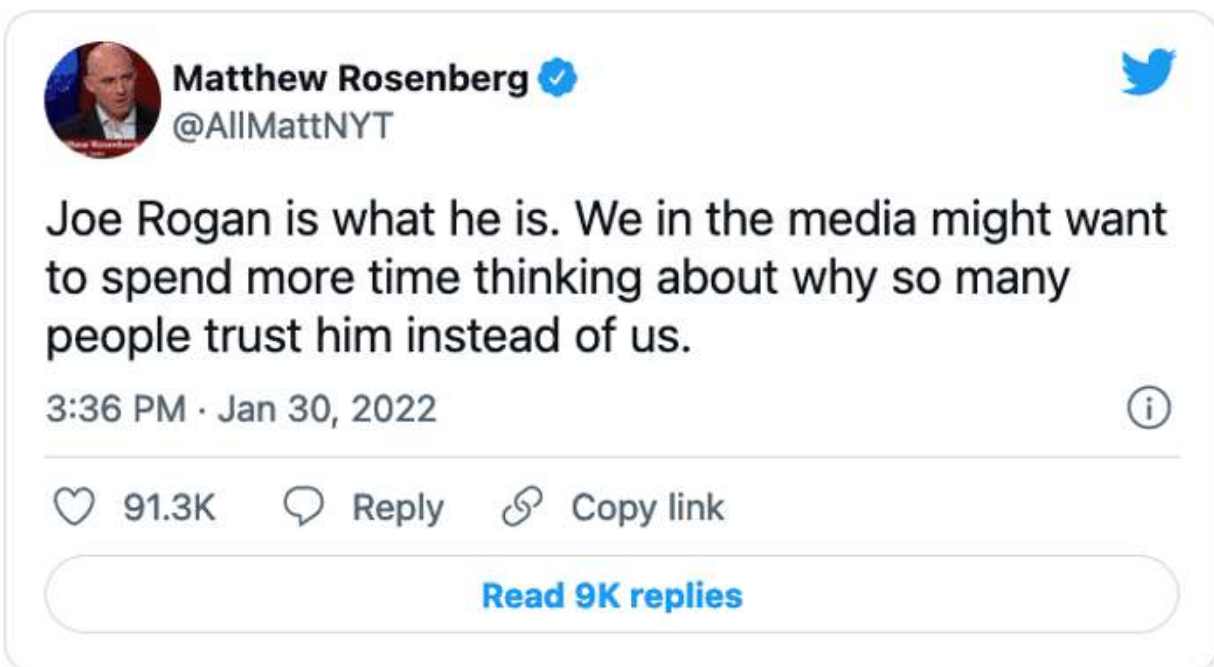 Matthew Rosenberg
@AllMattNYT
Joe Rogan is what he is. We in the media might want
to spend more time thinking about why so many
people trust him instead of us.
3:36 PM · Jan 30, 2022
91.3K Reply Copy link
Read 9K replies